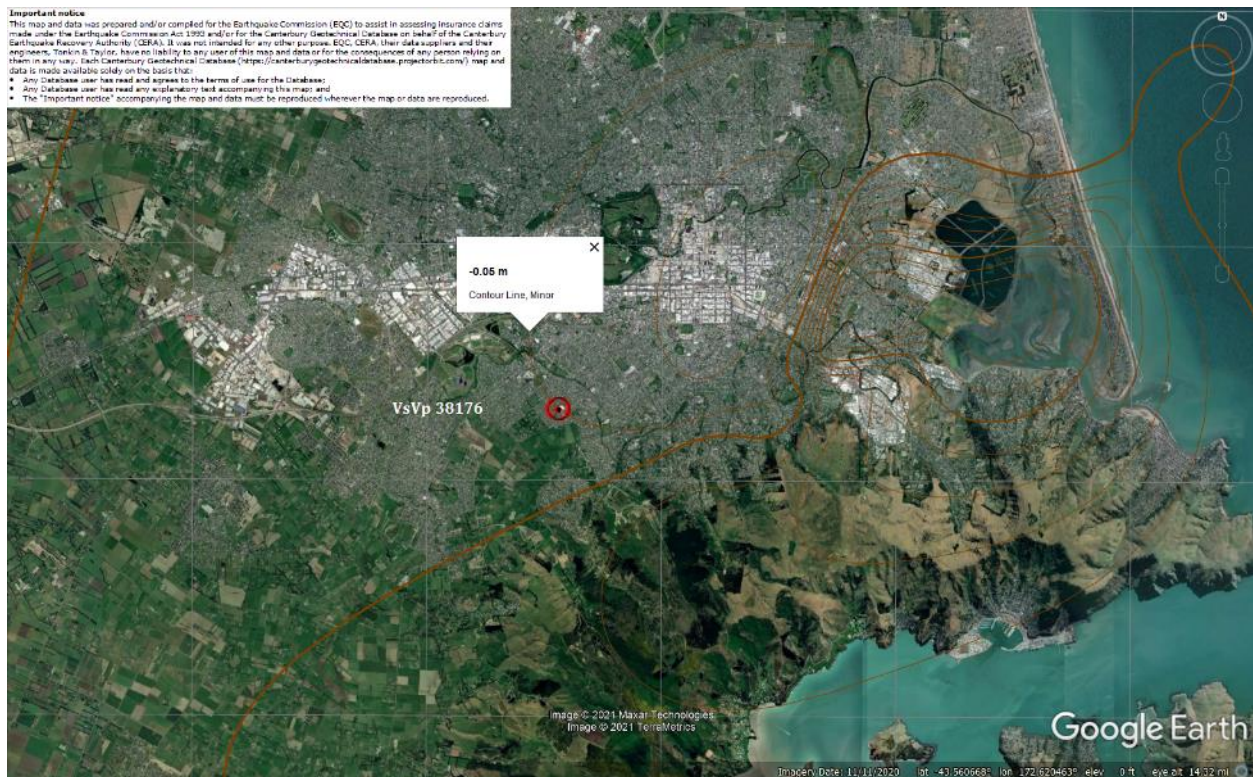 Important notice
This map and data was prepared and/or compiled for the Earthquake Commission (EQC) to assist in assessing insurance claims
made under the Earthquake Commission Act 1993 and/or for the Canterbury Geotechnical Database on behalf of the Canterbury
Earthquake Recovery Authority (CERA). It was not intended for any other purpose. EQC, CERA, their data suppliers and their
engineers, Tonkin & Taylor, have no liability to any user of this map and data or for the consequences of any person relying on
them in any way. Each Canterbury Geotechnical Database (https://canterburygeotechnicaldatabase.projectorbit.com/) map and
data is made available solely on the basis that:
• Any Database user has read and agrees to the terms of use for the Database;
• Any Database user has read any explanatory text accompanying this map; and
• The "Important notice" accompanying the map and data must be reproduced wherever the map or data are reproduced.
N
-0.05 m
Contour Line, Minor
VsVp 38176
Image © 2021 Maxar Technologies
Image © 2021 TerraMetrics
Google Earth
Imagery Date: 11/11/2020 lat -43.560668° lon 172.620463° elev 0 ft eye alt 14.32 mi